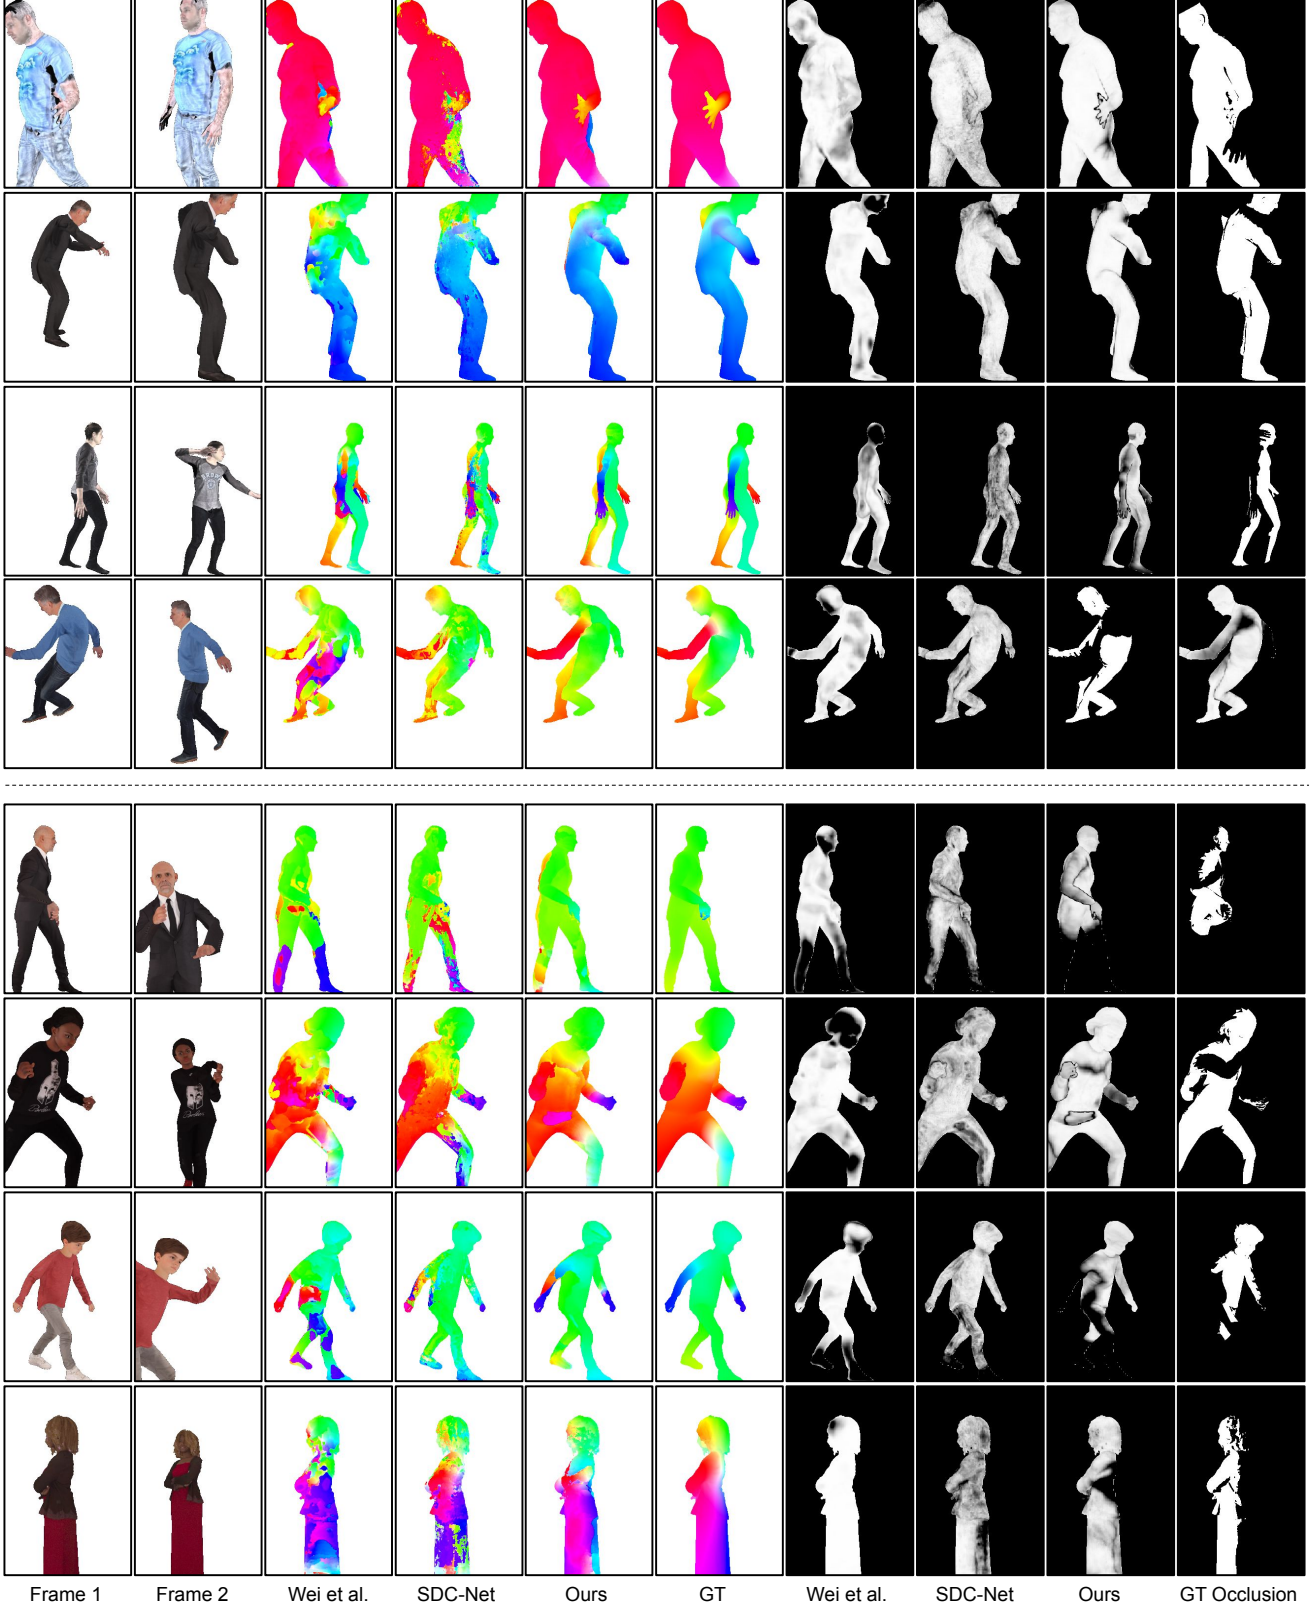 Frame 1 Frame 2 Wei et al. SDC-Net Ours GT Wei et al. SDC-Net Ours GT Occlusion